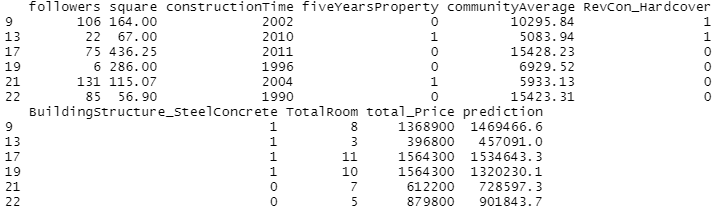 followers square constructionTime fiveYearsProperty communityAverage RevCon_Hardcover
9 106 164.00 2002 0 10295.84 1
13 22 67.00 2010 1 5083.94 1
17 75 436.25 2011 0 15428.23 0
19 6 286.00 1996 0 6929.52 0
21 131 115.07 2004 1 5933.13 0
22 85 56.90 1990 0 15423.31 0
BuildingStructure_SteelConcrete TotalRoom total_Price prediction
9 1 8 1368900 1469466.6
13 1 3 396800 457091.0
17 1 11 1564300 1534643.3
19 1 10 1564300 1320230.1
21 0 7 612200 728597.3
22 0 5 879800 901843.7